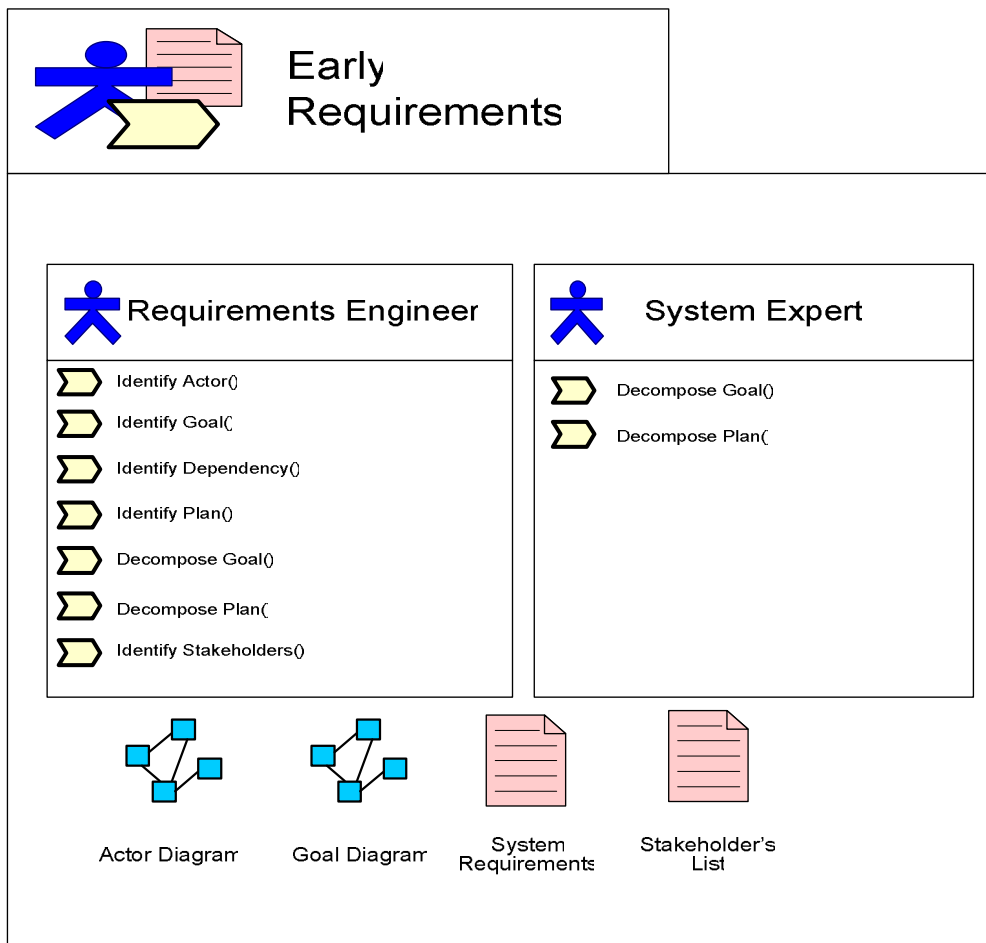 Early
Requirements
Requirements Engineer
Identify Actor()
Identify Goal(
Identify Dependency()
Identify Plan()
Decompose Goal()
Decompose Plan(
Identify Stakeholders()
System Expert
Decompose Goal()
Decompose Plan(
Actor Diagram
Goal Diagram
System
Requirements
Stakeholder's
List